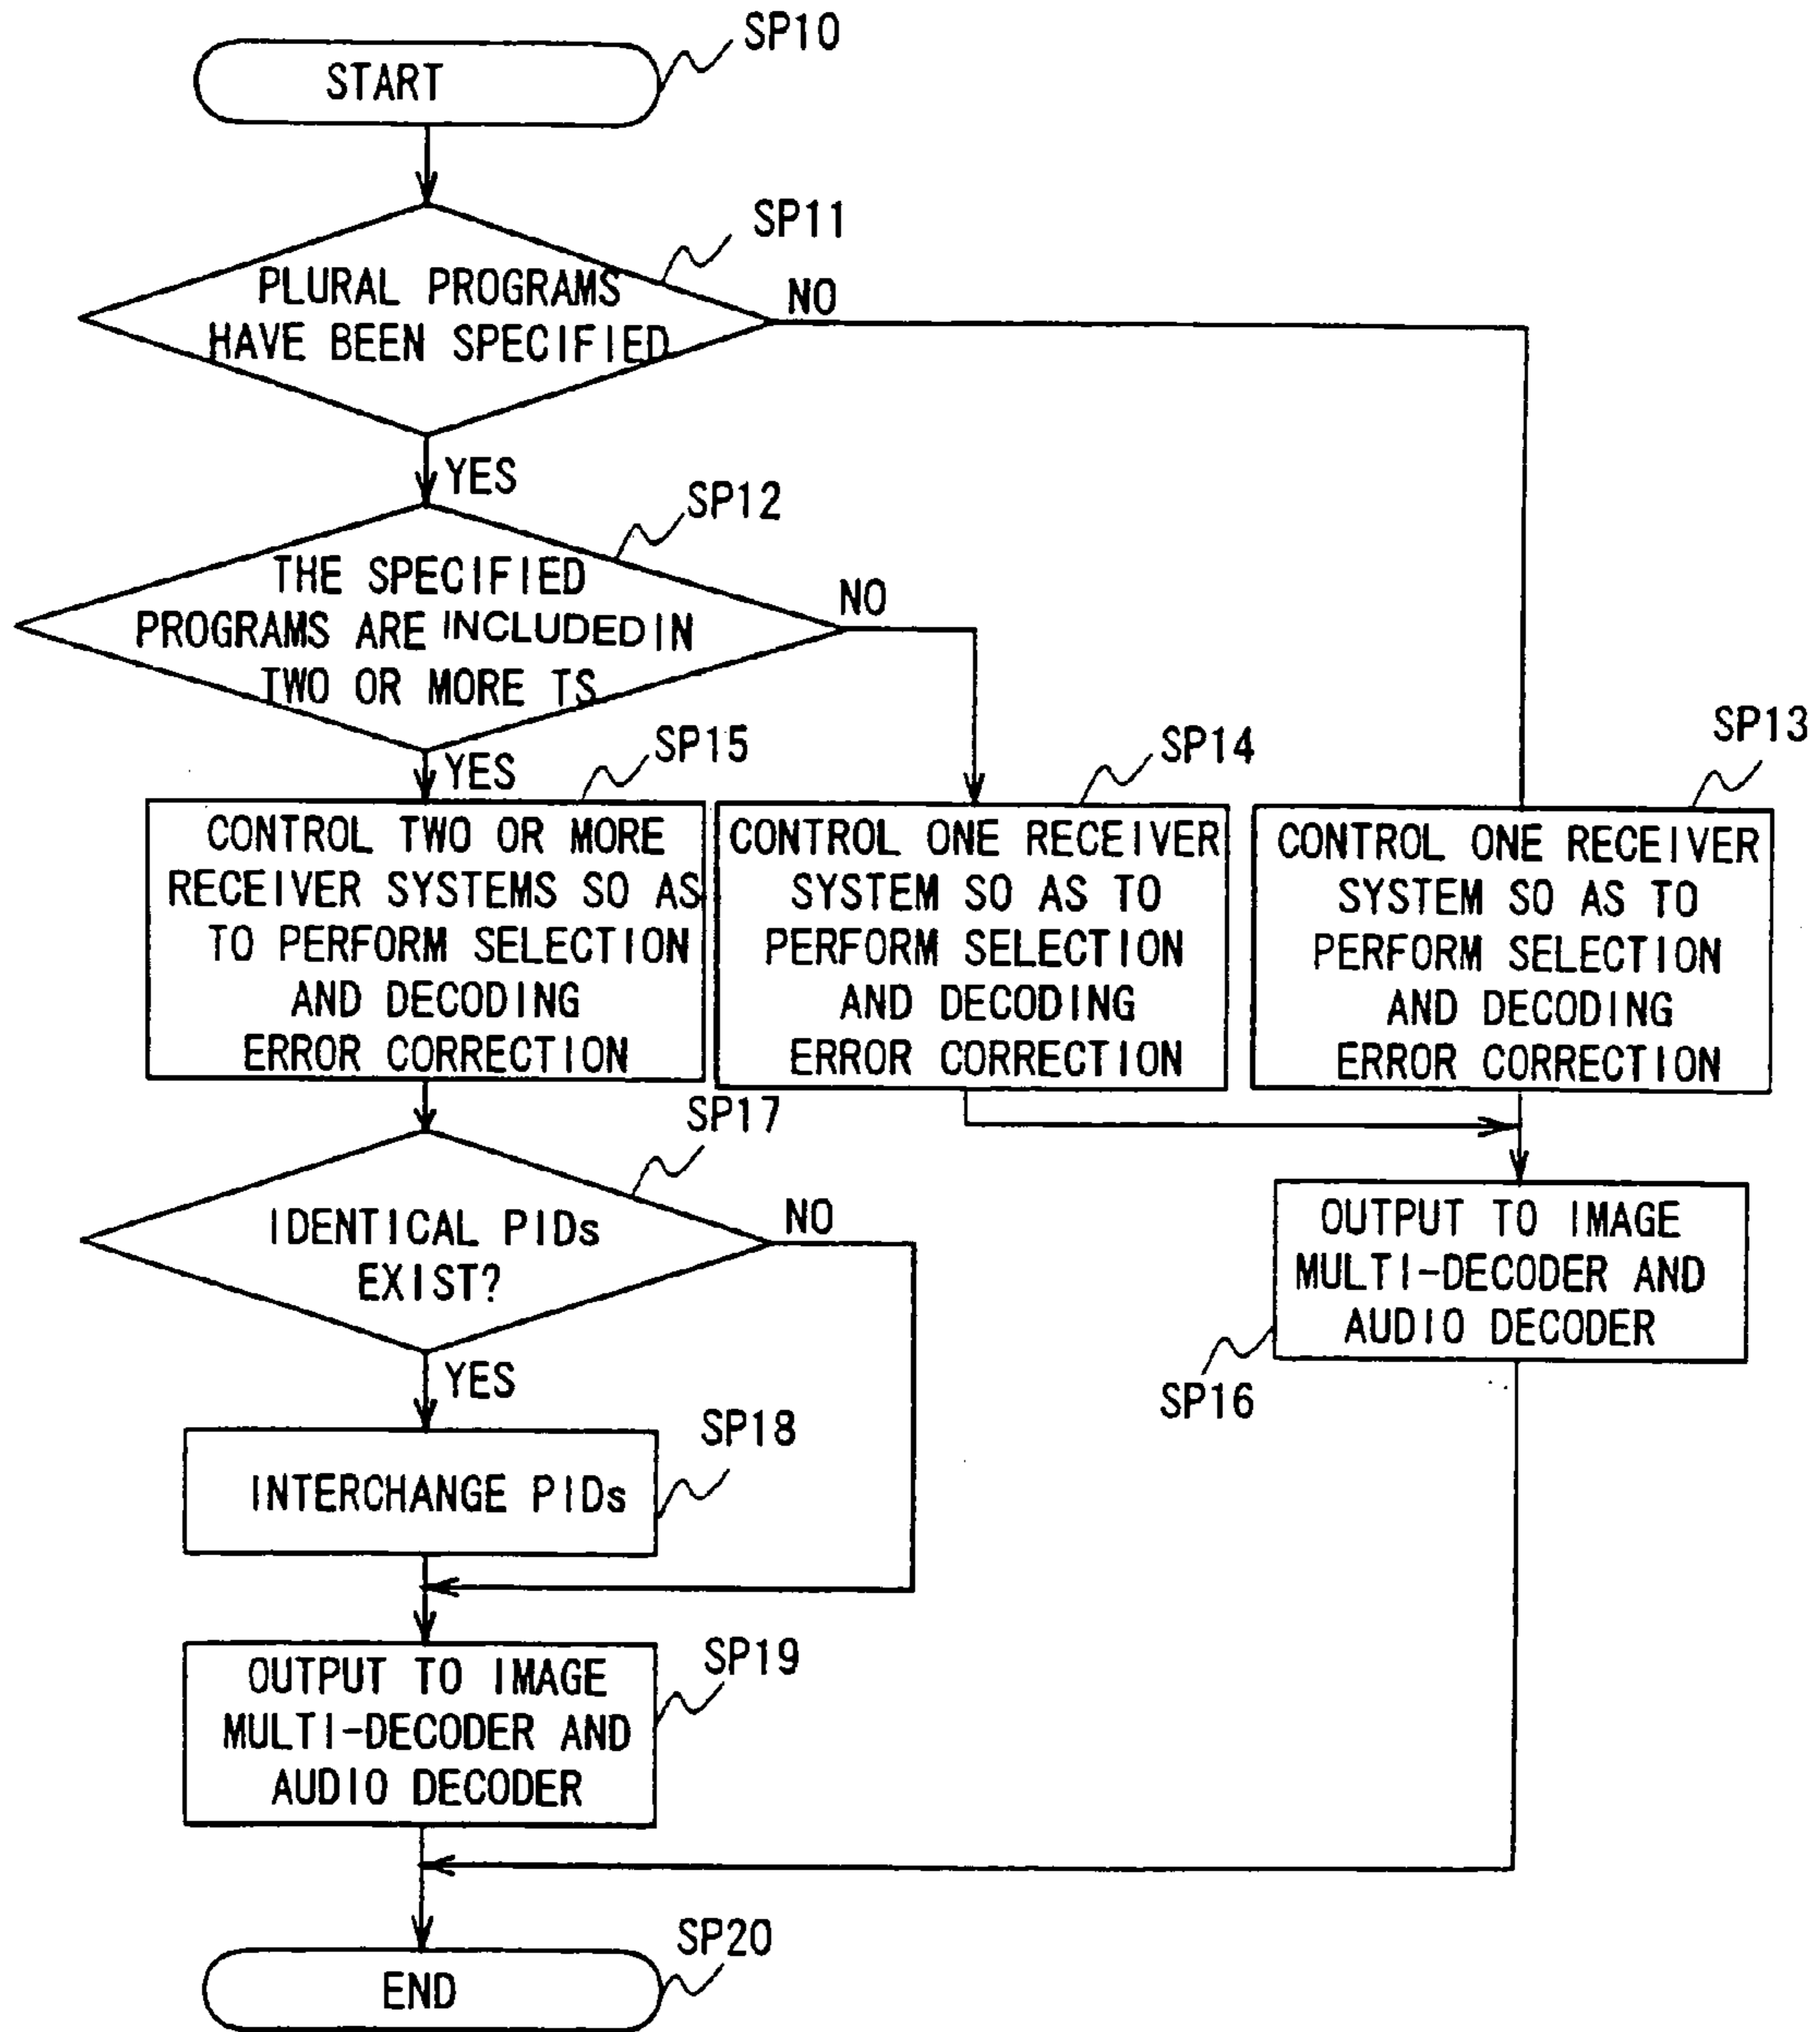 SP10
START
SP11
PLURAL PROGRAMS
HAVE BEEN SPECIFIED
NO
YES
SP12
THE SPECIFIED
PROGRAMS ARE INCLUDED IN
TWO OR MORE TS
NO
YES
SP15
CONTROL TWO OR MORE
RECEIVER SYSTEMS SO AS
TO PERFORM SELECTION
AND DECODING
ERROR CORRECTION
SP14
CONTROL ONE RECEIVER
SYSTEM SO AS TO
PERFORM SELECTION
AND DECODING
ERROR CORRECTION
SP13
CONTROL ONE RECEIVER
SYSTEM SO AS TO
PERFORM SELECTION
AND DECODING
ERROR CORRECTION
SP17
IDENTICAL PIDs
EXIST?
NO
YES
OUTPUT TO IMAGE
MULTI-DECODER AND
AUDIO DECODER
SP16
SP18
INTERCHANGE PIDs
SP19
OUTPUT TO IMAGE
MULTI-DECODER AND
AUDIO DECODER
SP20
END